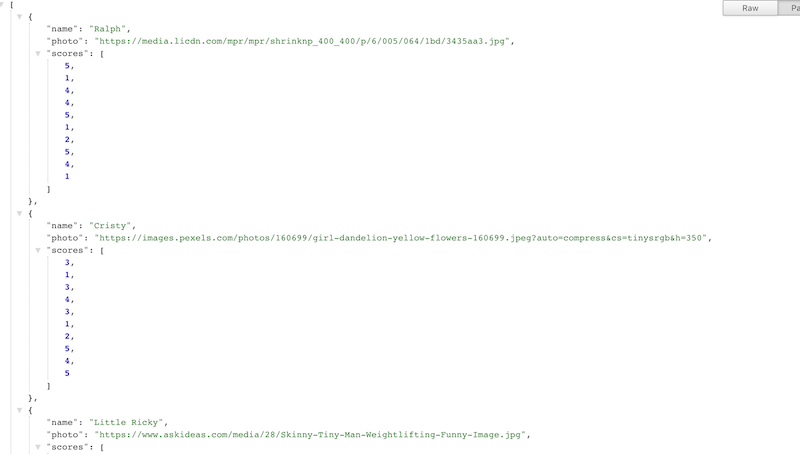 Raw
[
{
"name": "Ralph",
"photo": "https://media.licdn.com/mpr/mpr/shrinknp_400_400/p/6/005/064/1bd/3435aa3.jpg",
"scores": [
5,
1,
4,
4,
5,
1,
2,
5,
4,
1
]
},
{
"name": "Cristy",
"photo": "https://images.pexels.com/photos/160699/girl-dandelion-yellow-flowers-160699.jpeg?auto=compress&cs=tinysrgb&h=350",
"scores": [
3,
1,
3,
4,
3,
1,
2,
5,
4,
5
]
},
{
"name": "Little Ricky",
"photo": "https://www.askideas.com/media/28/Skinny-Tiny-Man-Weightlifting-Funny-Image.jpg",
"scores": [